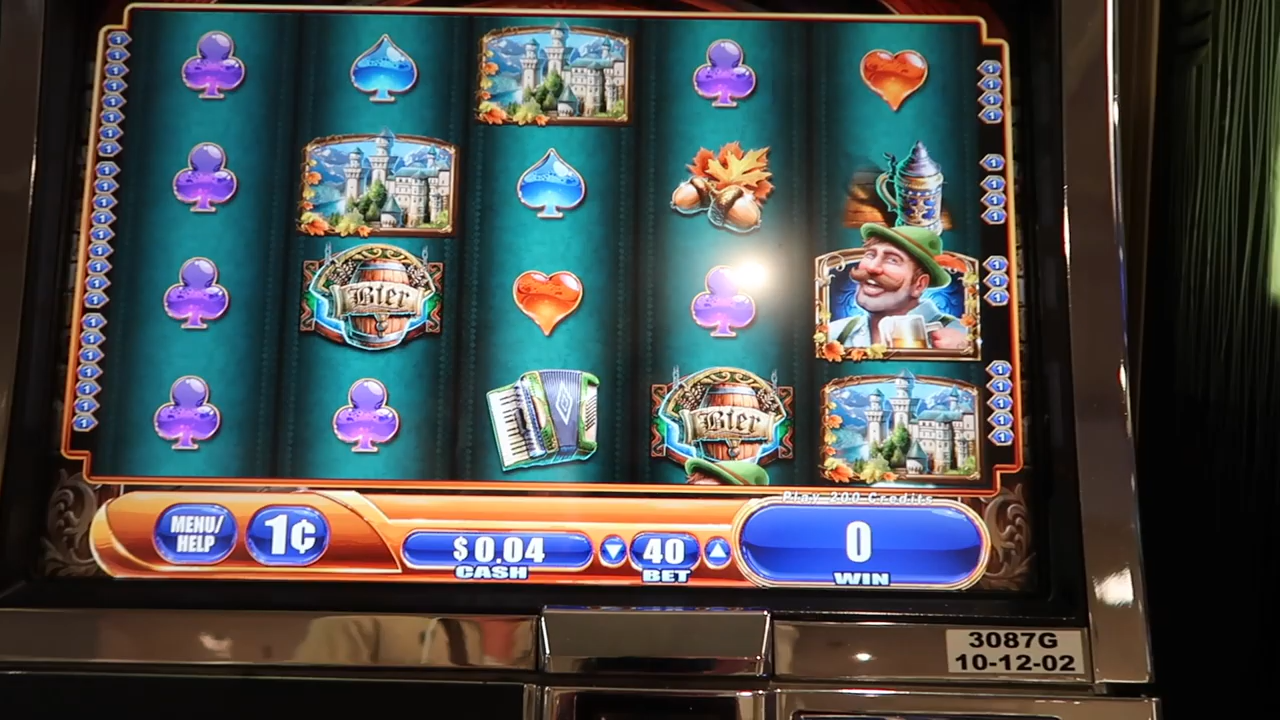 Bier
Bier
Play 200 Credits
MENU/
HELP
1¢
$0.04
CASH
40
BET
0
WIN
3087G
10-12-02